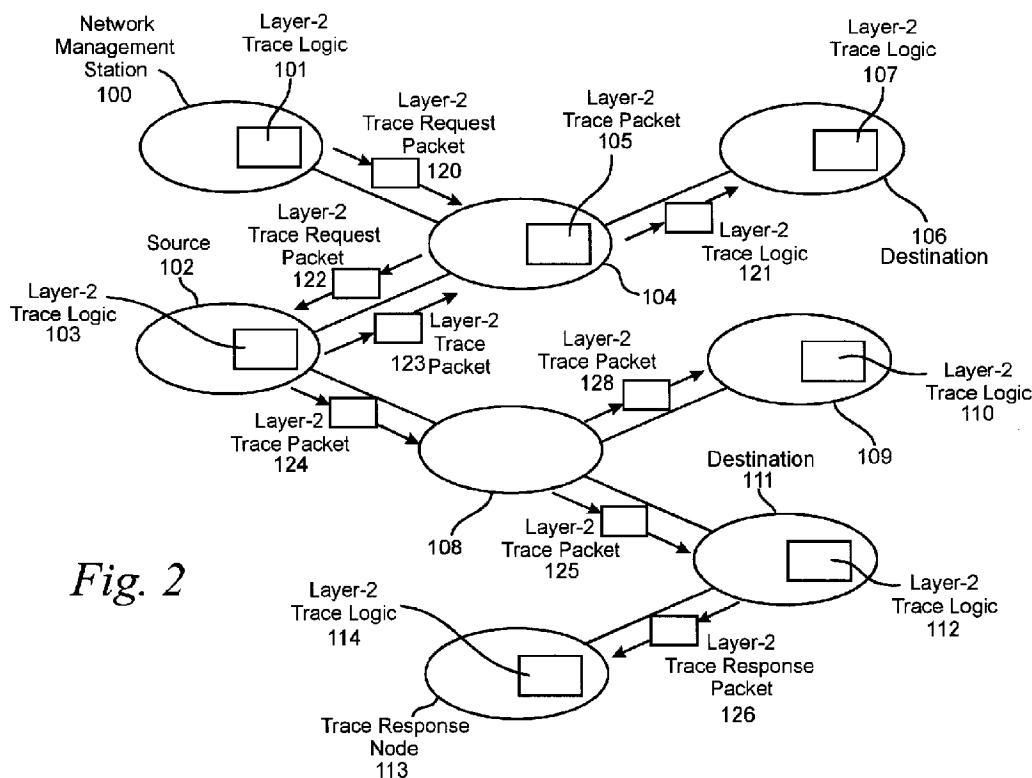 Network
Management
Station
100
Layer-2
Trace Logic
101
Layer-2
Trace Request
Packet
120
Layer-2
Trace Packet
105
Layer-2
Trace Logic
107
Layer-2
Trace Request
Packet
122
Source
102
Layer-2
Trace Logic
103
104
Layer-2
Trace Logic
121
106
Destination
Layer-2
Trace
Packet
123
Layer-2
Trace Packet
128
Layer-2
Trace Logic
110
109
Layer-2
Trace Packet
124
108
Layer-2
Trace Packet
125
Destination
111
Layer-2
Trace Logic
112
Fig. 2
Layer-2
Trace Logic
114
Layer-2
Trace Response
Packet
126
Trace Response
Node
113